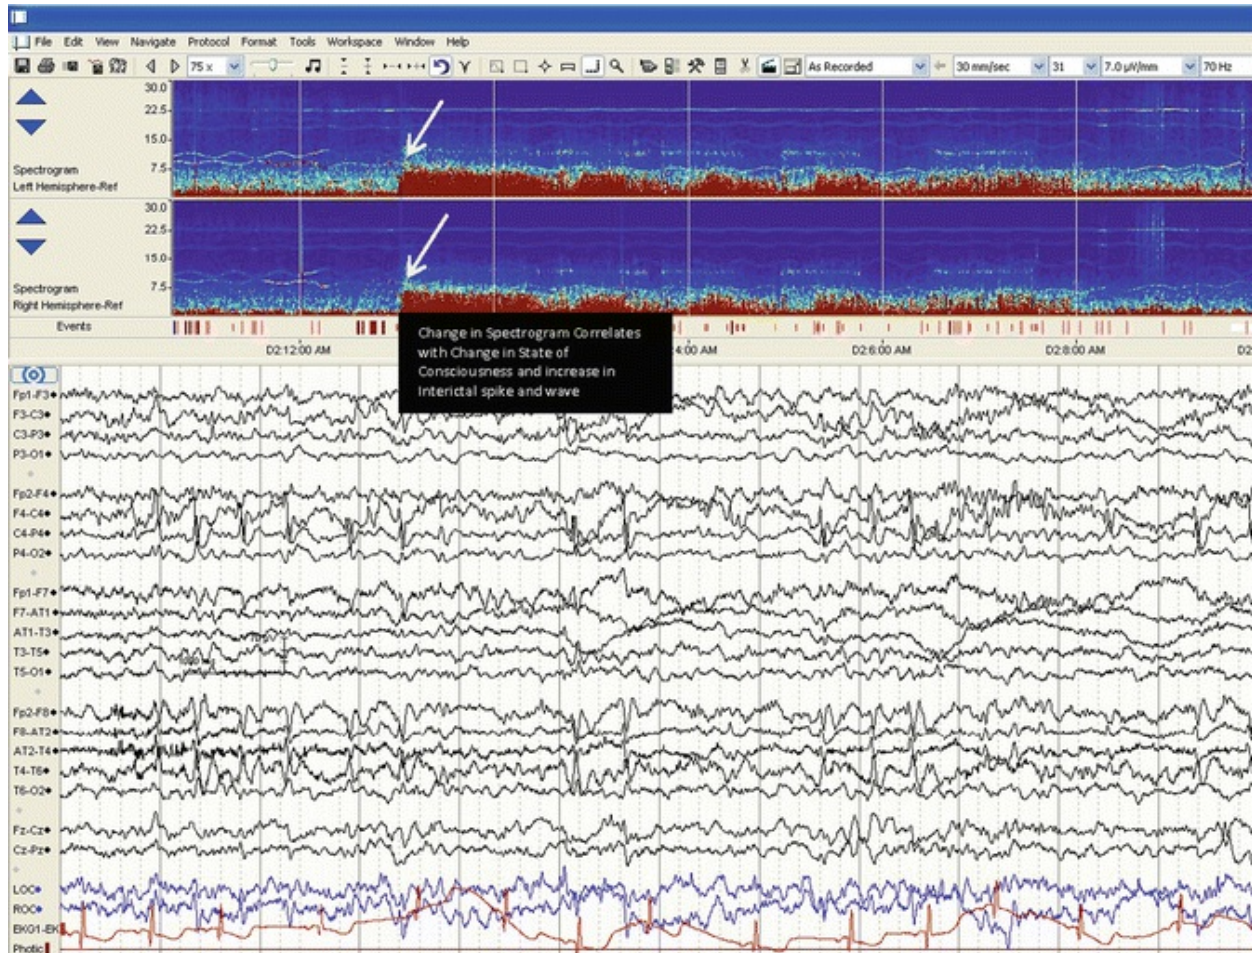 File Edit View Navigate Protocol Format Tools Workspace Window Help
75 x As Recorded 30 mm/sec 31 7.0 µV/mm 70 Hz
30.0
22.5
15.0
7.5
Spectrogram
Left Hemisphere-Ref
30.0
22.5
15.0
7.5
Spectrogram
Right Hemisphere-Ref
Events
Change in Spectrogram Correlates
with Change in State of
Consciousness and increase in
Interictal spike and wave
D2:12:00 AM 4:00 AM D2:6:00 AM D2:8:00 AM D2
Fp1-F3
F3-C3
C3-P3
P3-O1
Fp2-F4
F4-C4
C4-P4
P4-O2
Fp1-F7
F7-AT1
AT1-T3
T3-T5
T5-O1
Fp2-F8
F8-AT2
AT2-T4
T4-T6
T6-O2
Fz-Cz
Cz-Pz
LOC
ROC
EKG1-EK
Photic